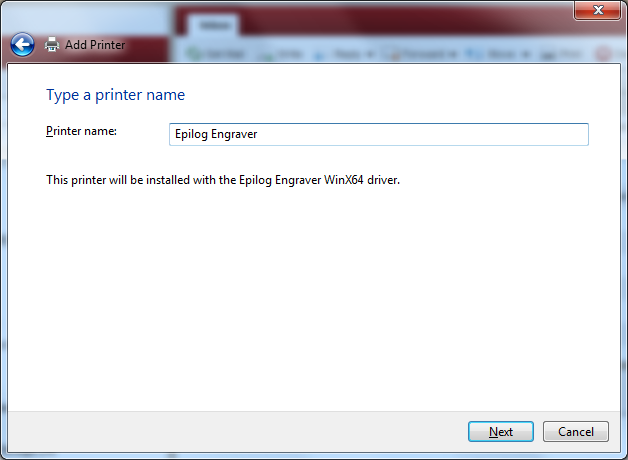 Add Printer
Type a printer name
Printer name: Epilog Engraver
This printer will be installed with the Epilog Engraver WinX64 driver.
Next Cancel